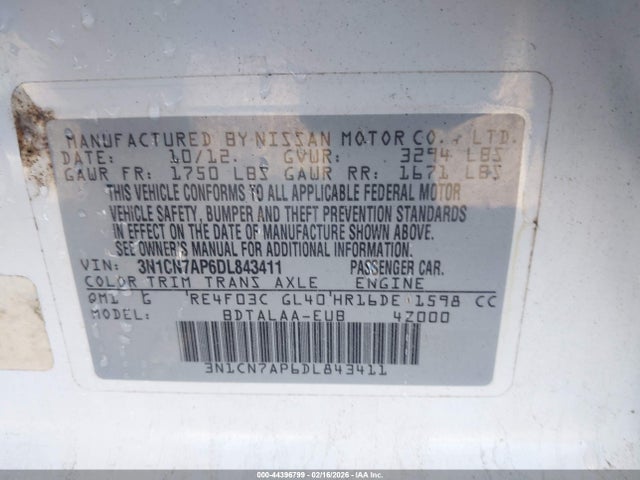 MANUFACTURED BY NISSAN MOTOR CO., LTD.
DATE: 10/12. GVWR: 3294 LBS
GAWR FR: 1750 LBS GAWR RR: 1671 LBS
THIS VEHICLE CONFORMS TO ALL APPLICABLE FEDERAL MOTOR
VEHICLE SAFETY, BUMPER AND THEFT PREVENTION STANDARDS
IN EFFECT ON THE DATE OF MANUFACTURE SHOWN ABOVE.
SEE OWNER'S MANUAL FOR ADDITIONAL INFORMATION.
VIN: 3N1CN7AP6DL843411 PASSENGER CAR.
COLOR TRIM TRANS AXLE ENGINE
QM1 G RE4F03C GL40 HR16DE 1598 CC
MODEL: BDTALAA-EUB 4Z000
3N1CN7AP6DL843411
000-44396799 - 02/16/2026 - IAA Corp.